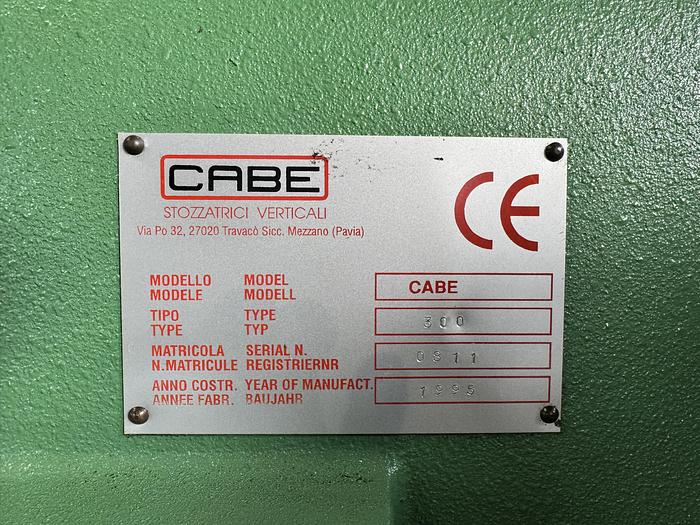 CABE
STOZZATRICI VERTICALI
Via Po 32, 27020 Travacò Sicc. Mezzano (Pavia)
CE
MODELLO MODEL CABE
MODELE MODELL
TIPO TYPE 300
TYPE TYP
MATRICOLA SERIAL N. 0811
N.MATRICULE REGISTRIERNR
ANNO COSTR. YEAR OF MANUFACT. 1995
ANNEE FABR. BAUJAHR